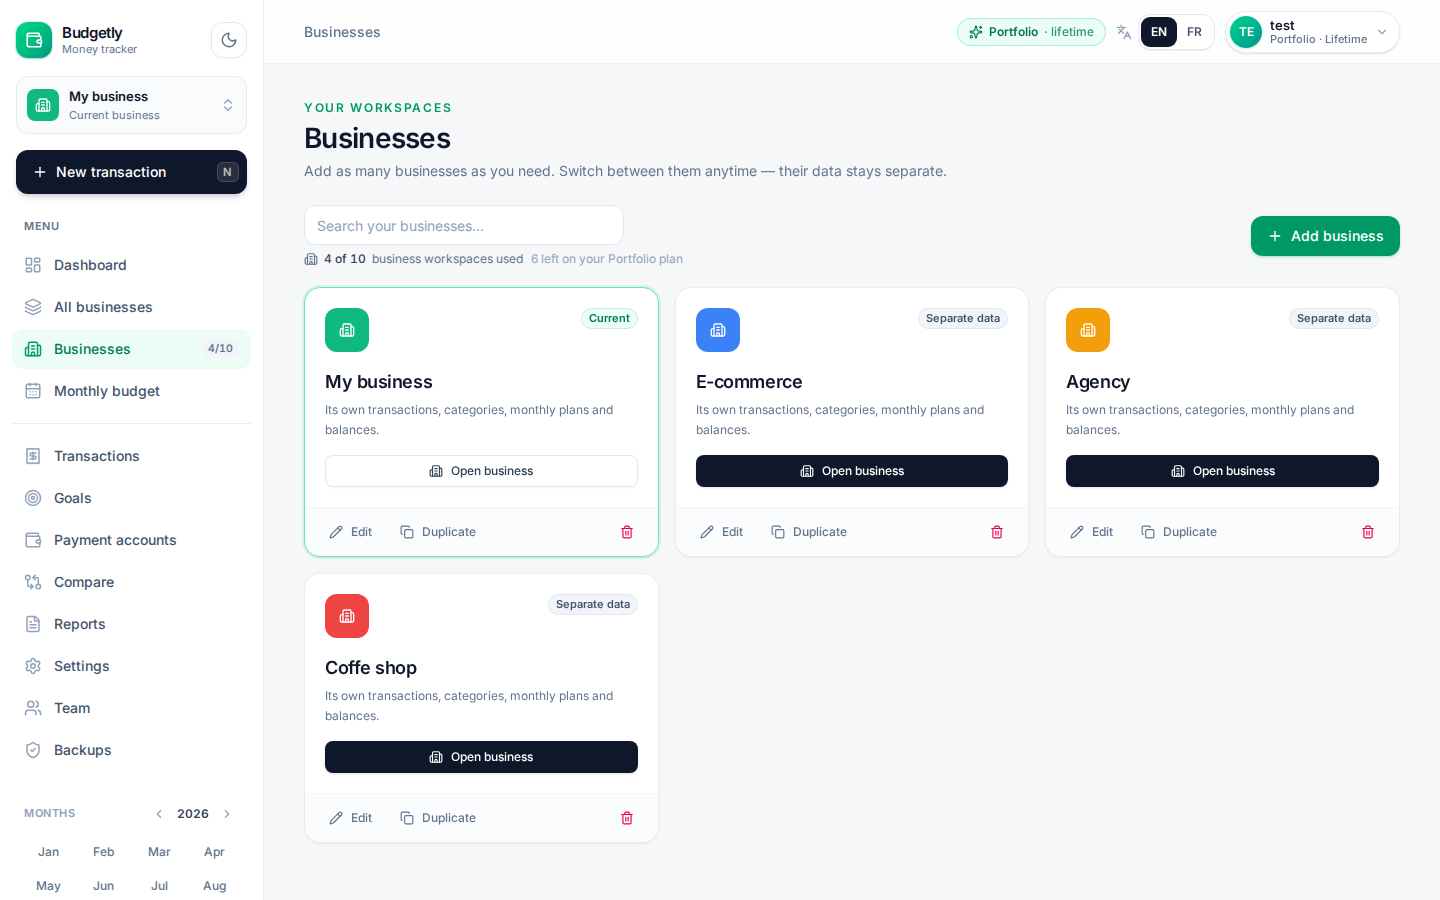 Budgetly
Money tracker
My business
Current business
New transaction N
MENU
Dashboard
All businesses
Businesses 4/10
Monthly budget
Transactions
Goals
Payment accounts
Compare
Reports
Settings
Team
Backups
MONTHS 2026
Jan Feb Mar Apr
May Jun Jul Aug
Businesses
Portfolio · lifetime
EN FR
TE
test
Portfolio · Lifetime
YOUR WORKSPACES
Businesses
Add as many businesses as you need. Switch between them anytime — their data stays separate.
Search your businesses...
4 of 10 business workspaces used 6 left on your Portfolio plan
Add business
Current
My business
Its own transactions, categories, monthly plans and
balances.
Open business
Edit Duplicate
Separate data
E-commerce
Its own transactions, categories, monthly plans and
balances.
Open business
Edit Duplicate
Separate data
Agency
Its own transactions, categories, monthly plans and
balances.
Open business
Edit Duplicate
Separate data
Coffe shop
Its own transactions, categories, monthly plans and
balances.
Open business
Edit Duplicate